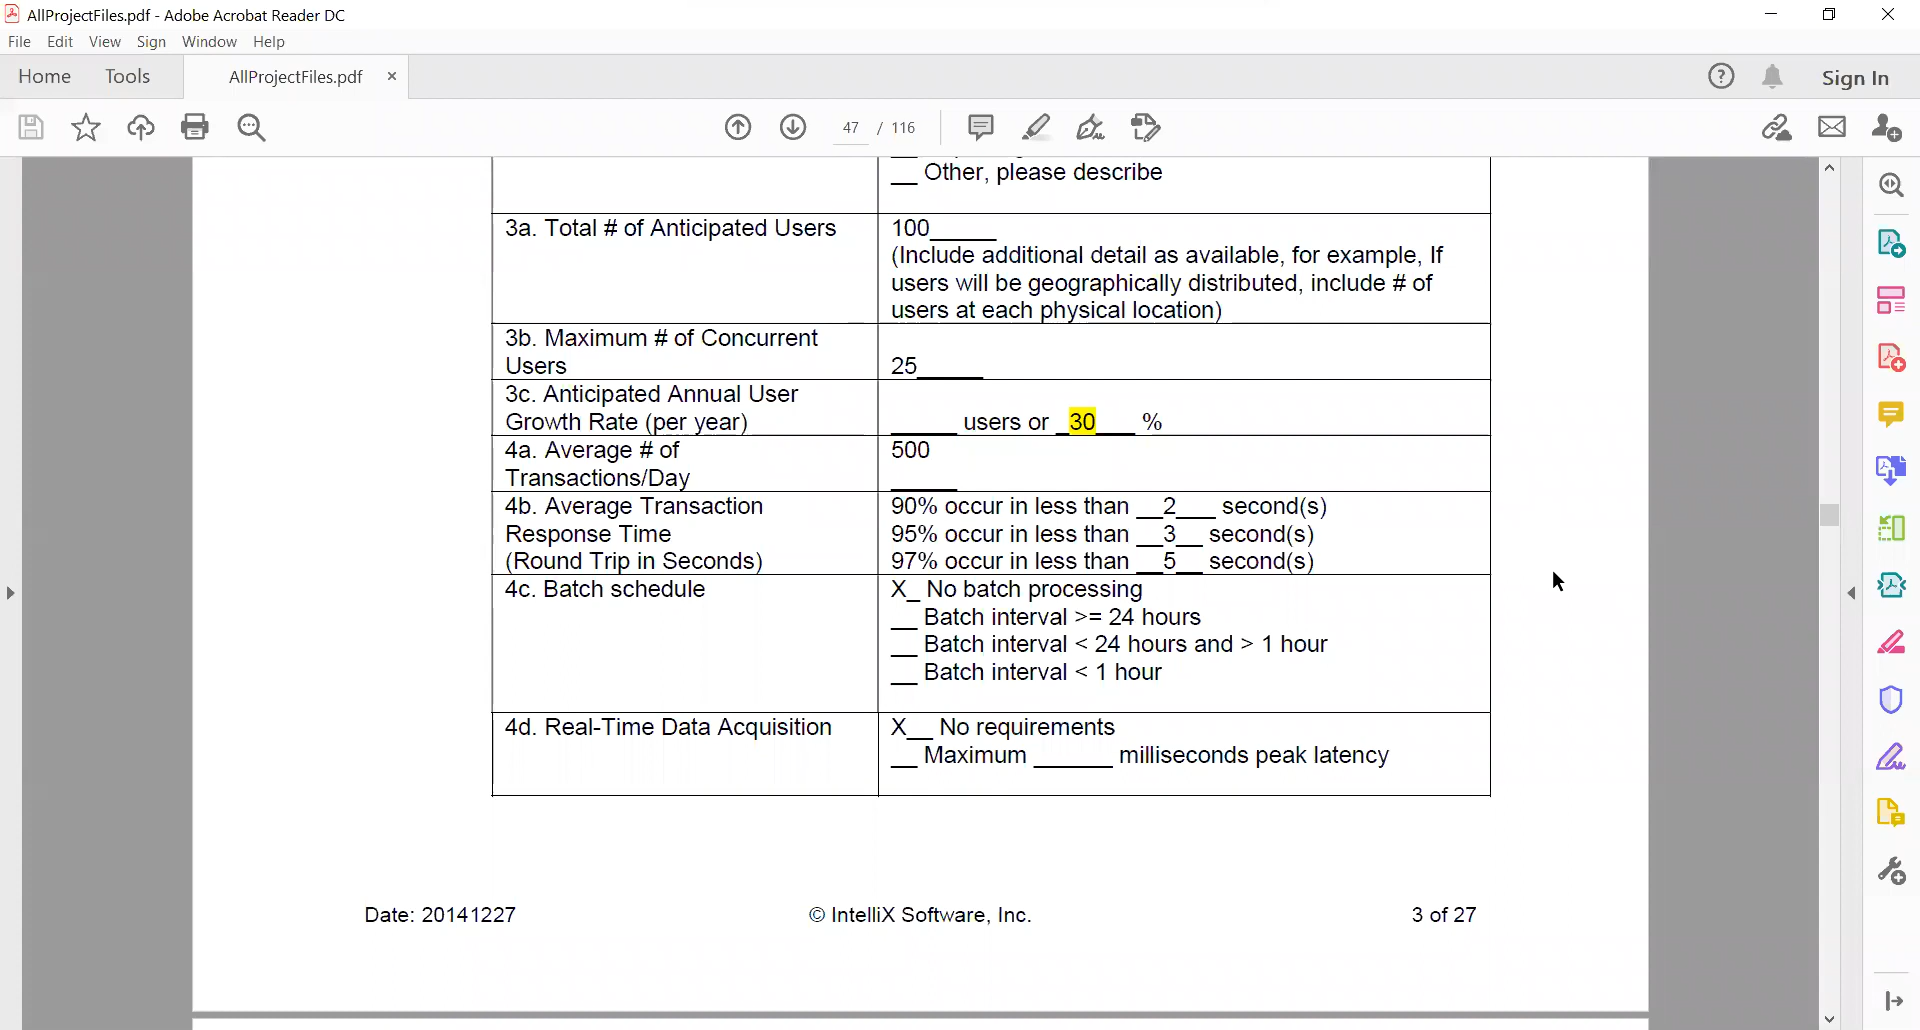 AllProjectFiles.pdf - Adobe Acrobat Reader DC
File Edit View Sign Window Help
Home Tools AllProjectFiles.pdf × Sign In
47 / 116
__ Other, please describe
3a. Total # of Anticipated Users
100_____
(Include additional detail as available, for example, If
users will be geographically distributed, include # of
users at each physical location)
3b. Maximum # of Concurrent
Users
25_____
3c. Anticipated Annual User
Growth Rate (per year)
_____ users or _30___ %
4a. Average # of
Transactions/Day
500
_____
4b. Average Transaction
Response Time
(Round Trip in Seconds)
90% occur in less than __2___ second(s)
95% occur in less than __3__ second(s)
97% occur in less than __5__ second(s)
4c. Batch schedule
X_ No batch processing
__ Batch interval >= 24 hours
__ Batch interval < 24 hours and > 1 hour
__ Batch interval < 1 hour
4d. Real-Time Data Acquisition
X__ No requirements
__ Maximum ______ milliseconds peak latency
Date: 20141227 © IntelliX Software, Inc. 3 of 27